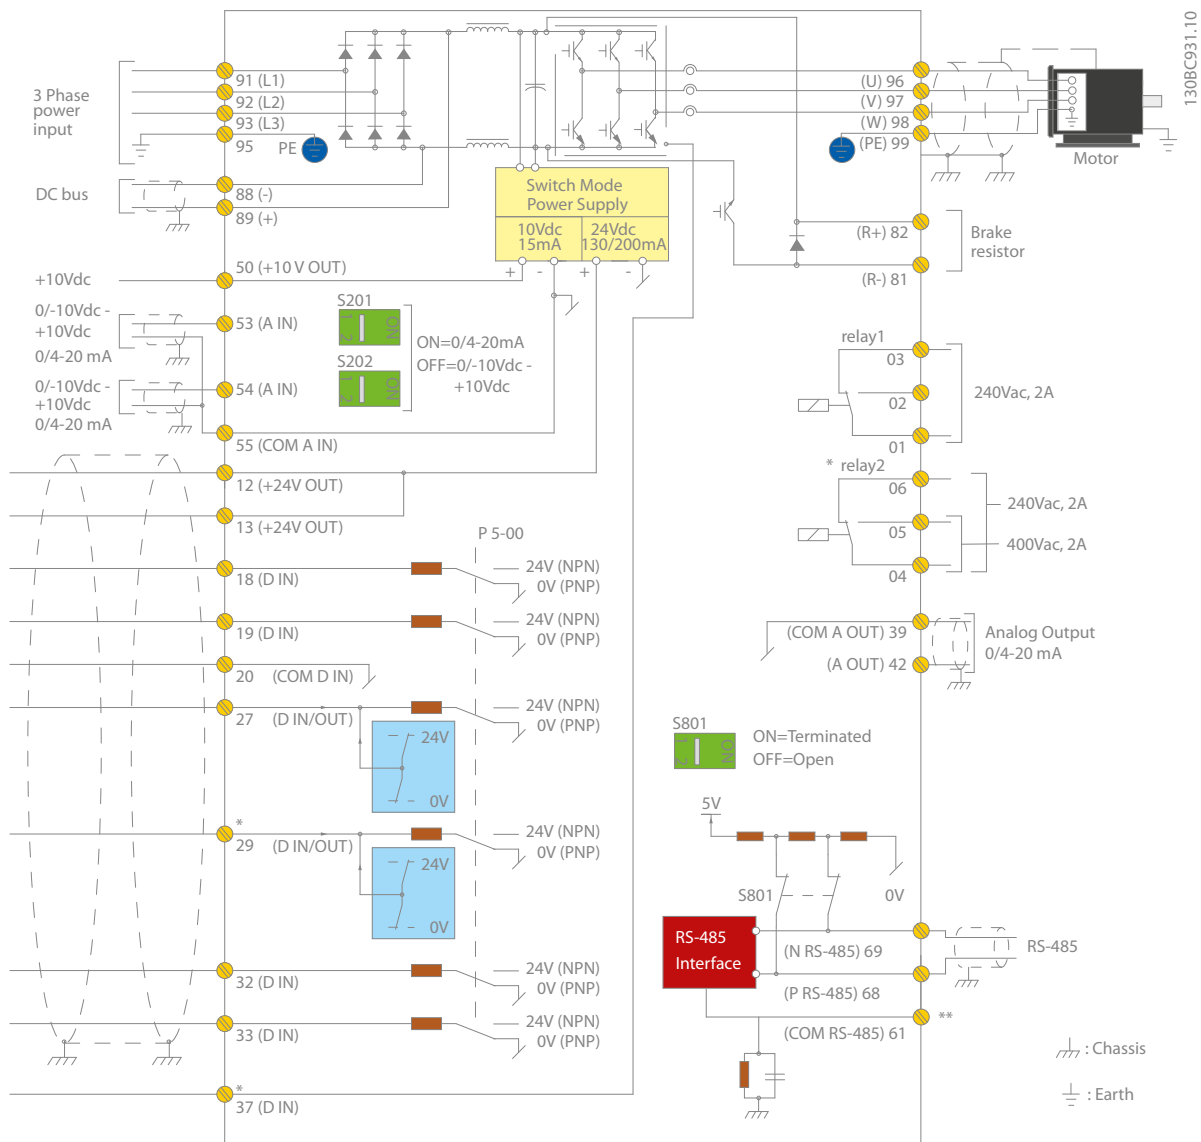 130BC931.10
3 Phase
power
input
91 (L1)
92 (L2)
93 (L3)
95
PE
DC bus
88 (-)
89 (+)
Switch Mode
Power Supply
10Vdc
15mA
24Vdc
130/200mA
+
-
+
-
(U) 96
(V) 97
(W) 98
(PE) 99
Motor
(R+) 82
Brake
resistor
(R-) 81
+10Vdc
50 (+10 V OUT)
0/-10Vdc -
+10Vdc
0/4-20 mA
53 (A IN)
S201
ON
1 2
S202
ON
1 2
ON=0/4-20mA
OFF=0/-10Vdc -
+10Vdc
0/-10Vdc -
+10Vdc
0/4-20 mA
54 (A IN)
55 (COM A IN)
12 (+24V OUT)
13 (+24V OUT)
P 5-00
18 (D IN)
24V (NPN)
0V (PNP)
19 (D IN)
24V (NPN)
0V (PNP)
20 (COM D IN)
27 (D IN/OUT)
24V (NPN)
0V (PNP)
24V
0V
*
29 (D IN/OUT)
24V (NPN)
0V (PNP)
24V
0V
32 (D IN)
24V (NPN)
0V (PNP)
33 (D IN)
24V (NPN)
0V (PNP)
*
37 (D IN)
relay1
03
02
01
240Vac, 2A
* relay2
06
05
04
240Vac, 2A
400Vac, 2A
(COM A OUT) 39
(A OUT) 42
Analog Output
0/4-20 mA
S801
ON
1 2
ON=Terminated
OFF=Open
5V
S801
0V
RS-485
Interface
(N RS-485) 69
RS-485
(P RS-485) 68
(COM RS-485) 61
**
: Chassis
: Earth